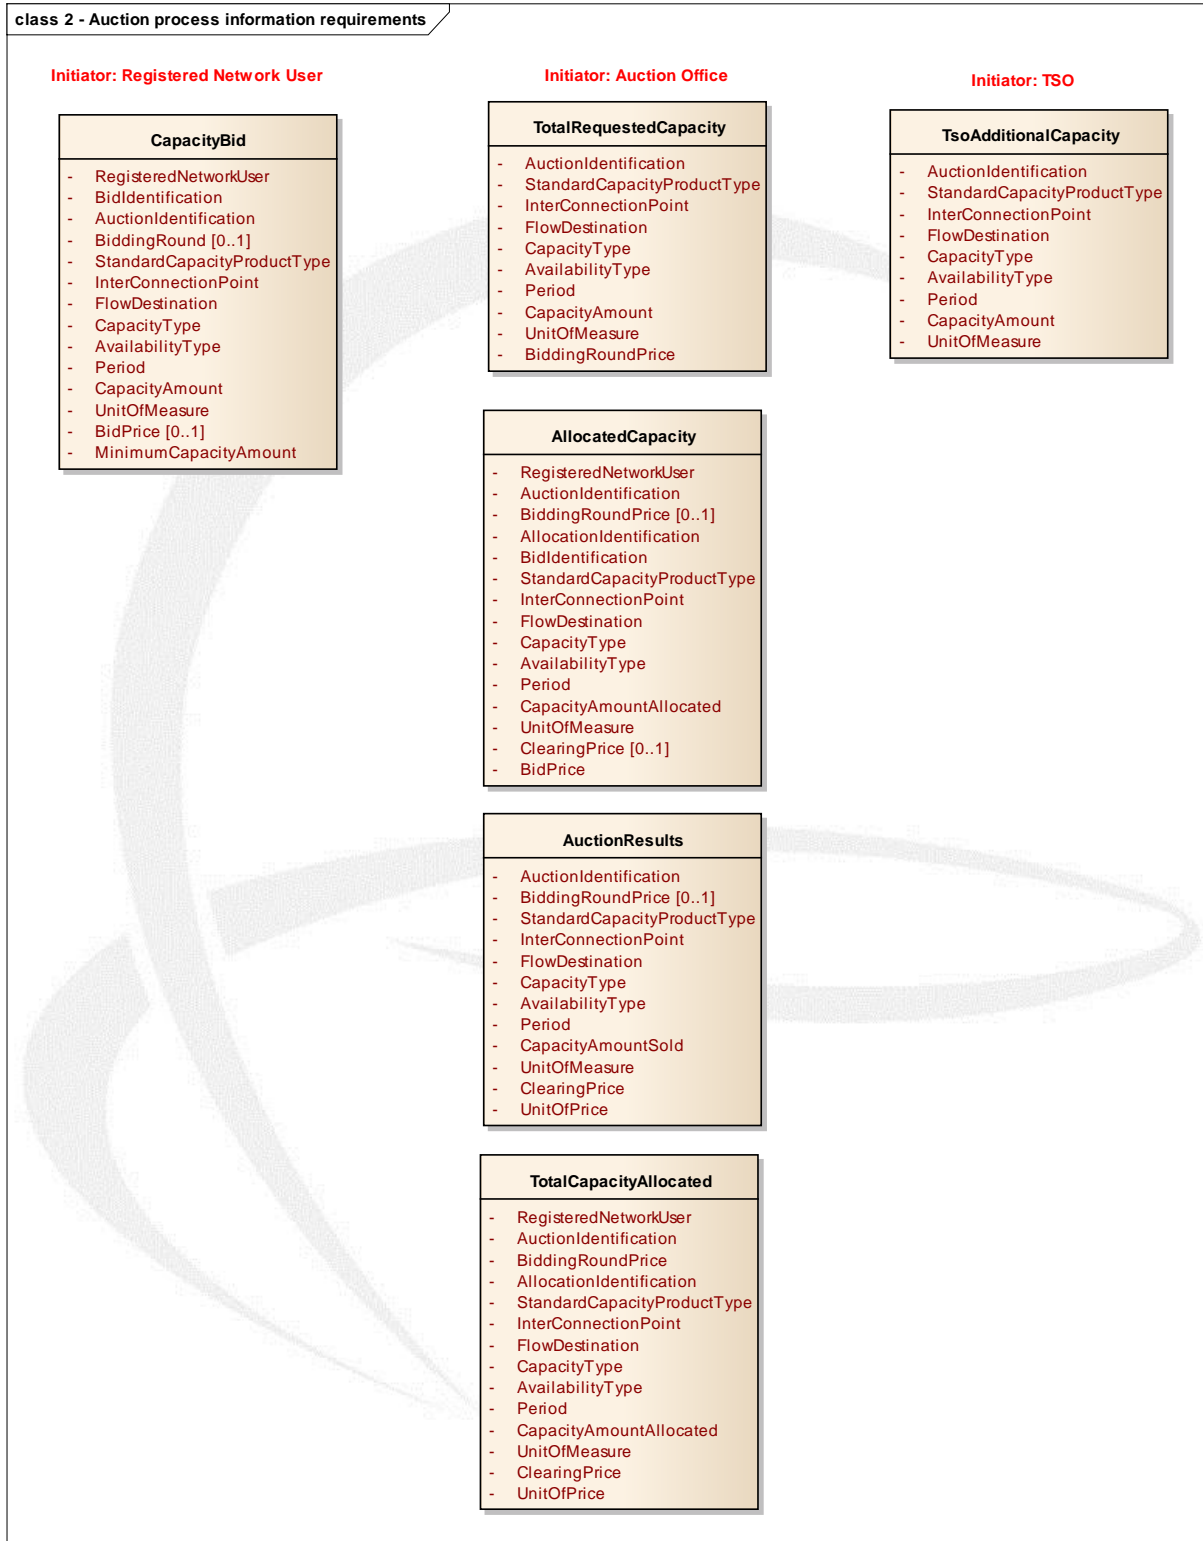 class 2 - Auction process information requirements
Initiator: Registered Network User
CapacityBid
- RegisteredNetworkUser
- BidIdentification
- AuctionIdentification
- BiddingRound [0..1]
- StandardCapacityProductType
- InterConnectionPoint
- FlowDestination
- CapacityType
- AvailabilityType
- Period
- CapacityAmount
- UnitOfMeasure
- BidPrice [0..1]
- MinimumCapacityAmount
Initiator: Auction Office
TotalRequestedCapacity
- AuctionIdentification
- StandardCapacityProductType
- InterConnectionPoint
- FlowDestination
- CapacityType
- AvailabilityType
- Period
- CapacityAmount
- UnitOfMeasure
- BiddingRoundPrice
AllocatedCapacity
- RegisteredNetworkUser
- AuctionIdentification
- BiddingRoundPrice [0..1]
- AllocationIdentification
- BidIdentification
- StandardCapacityProductType
- InterConnectionPoint
- FlowDestination
- CapacityType
- AvailabilityType
- Period
- CapacityAmountAllocated
- UnitOfMeasure
- ClearingPrice [0..1]
- BidPrice
AuctionResults
- AuctionIdentification
- BiddingRoundPrice [0..1]
- StandardCapacityProductType
- InterConnectionPoint
- FlowDestination
- CapacityType
- AvailabilityType
- Period
- CapacityAmountSold
- UnitOfMeasure
- ClearingPrice
- UnitOfPrice
TotalCapacityAllocated
- RegisteredNetworkUser
- AuctionIdentification
- BiddingRoundPrice
- AllocationIdentification
- StandardCapacityProductType
- InterConnectionPoint
- FlowDestination
- CapacityType
- AvailabilityType
- Period
- CapacityAmountAllocated
- UnitOfMeasure
- ClearingPrice
- UnitOfPrice
Initiator: TSO
TsoAdditionalCapacity
- AuctionIdentification
- StandardCapacityProductType
- InterConnectionPoint
- FlowDestination
- CapacityType
- AvailabilityType
- Period
- CapacityAmount
- UnitOfMeasure